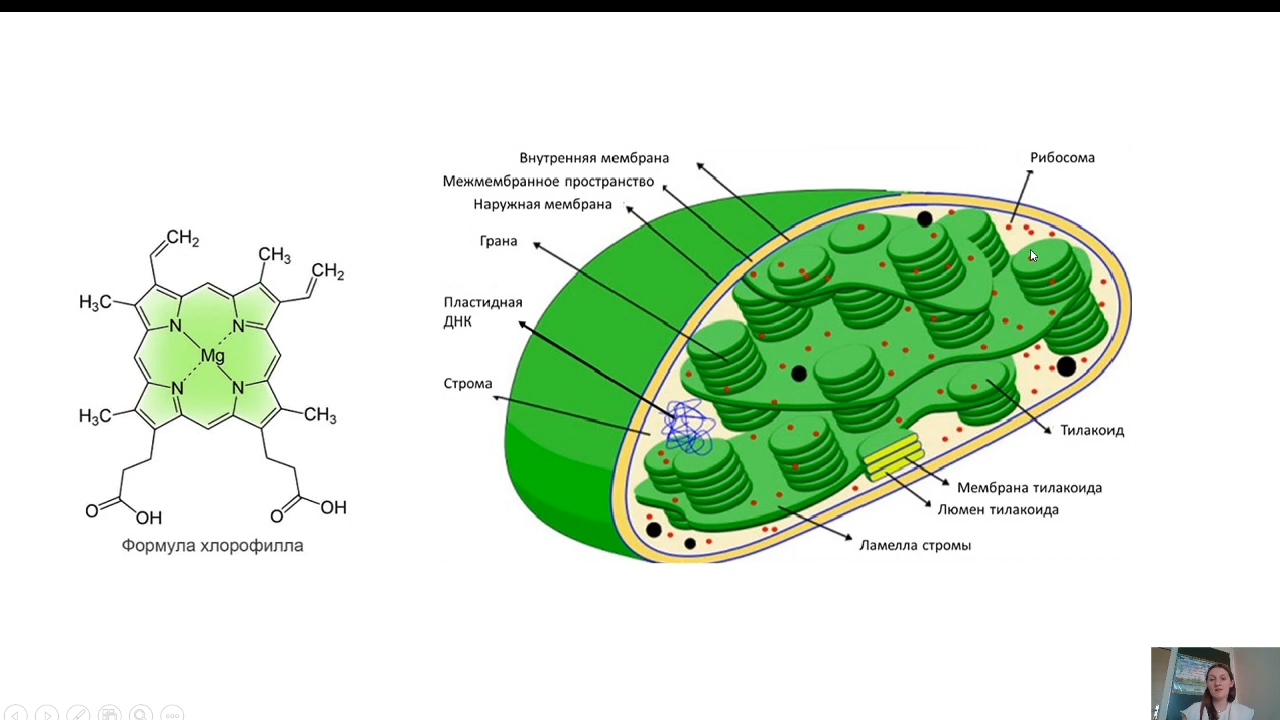 Внутренняя мембрана
Межмембранное пространство
Наружная мембрана
Грана
Пластидная
ДНК
Строма
Рибосома
Тилакоид
Мембрана тилакоида
Люмен тилакоида
Ламелла стромы
CH2
CH3
CH2
H3C
N
N
Mg
N
N
H3C
CH3
O
OH
O
OH
Формула хлорофилла